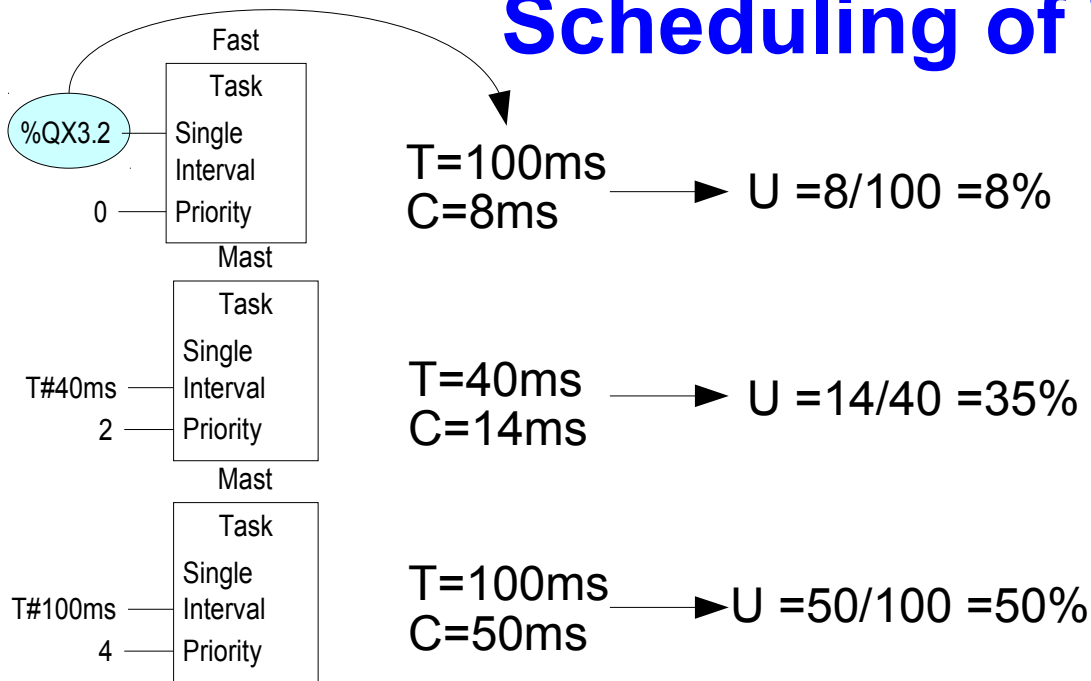 Scheduling of
Fast
Task
%QX3.2
Single
Interval
0
Priority
T=100ms
C=8ms
U =8/100 =8%
Mast
Task
Single
T#40ms
Interval
2
Priority
T=40ms
C=14ms
U =14/40 =35%
Mast
Task
Single
T#100ms
Interval
4
Priority
T=100ms
C=50ms
U =50/100 =50%